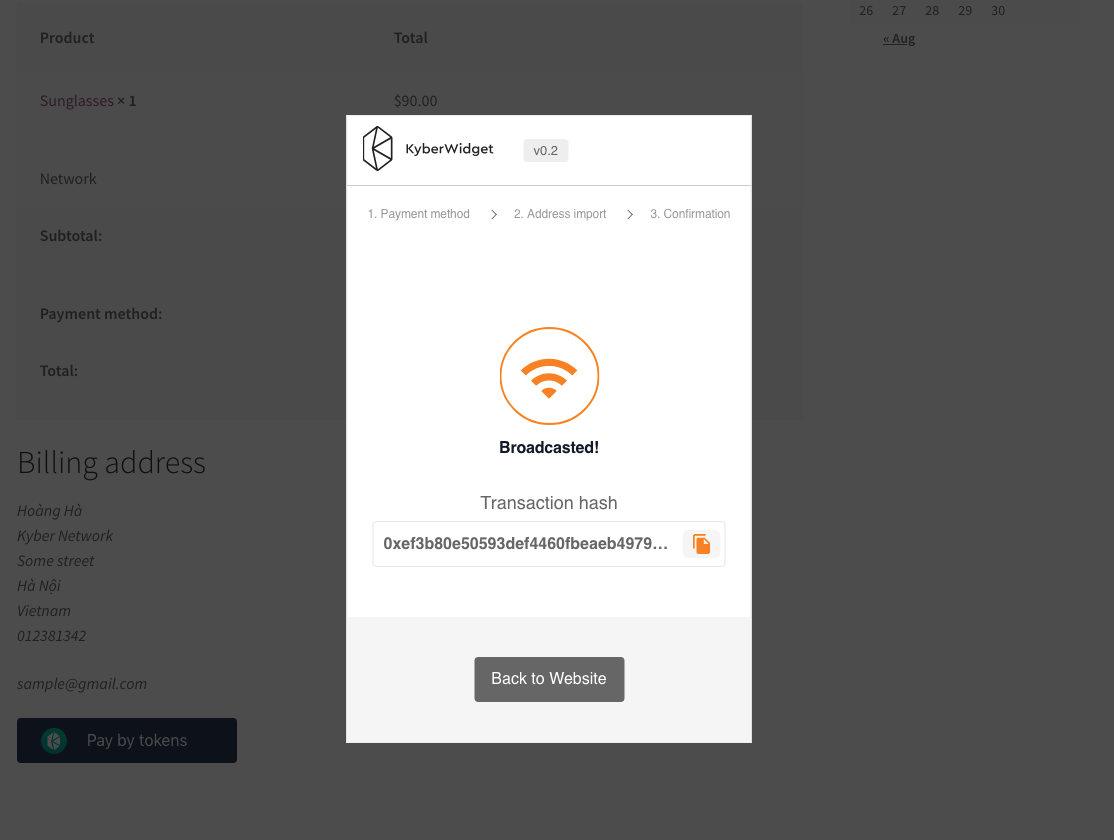 26 27 28 29 30
« Aug
Product Total
Sunglasses × 1 $90.00
Network
Subtotal:
Payment method:
Total:
Billing address
Hoàng Hà
Kyber Network
Some street
Hà Nội
Vietnam
012381342
sample@gmail.com
Pay by tokens
KyberWidget v0.2
1. Payment method 2. Address import 3. Confirmation
Broadcasted!
Transaction hash
0xef3b80e50593def4460fbeaeb4979...
Back to Website